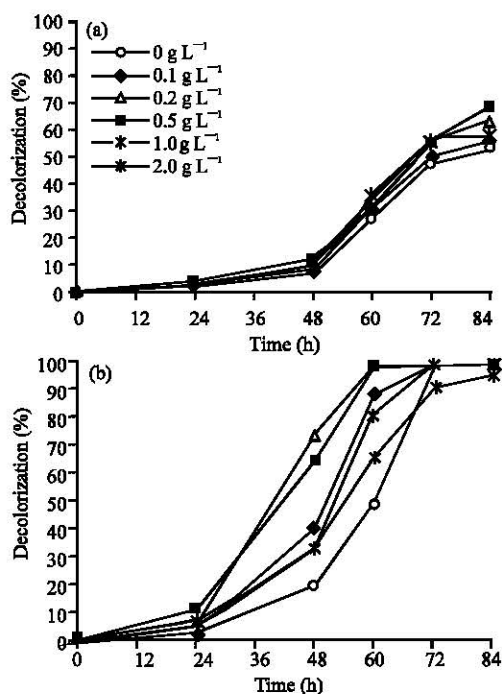 (a)
0 g L⁻¹
0.1 g L⁻¹
0.2 g L⁻¹
0.5 g L⁻¹
1.0 g L⁻¹
2.0 g L⁻¹
Decolorization (%)
100
90
80
70
60
50
40
30
20
10
0
0 12 24 36 48 60 72 84
Time (h)
(b)
Decolorization (%)
100
90
80
70
60
50
40
30
20
10
0
0 12 24 36 48 60 72 84
Time (h)